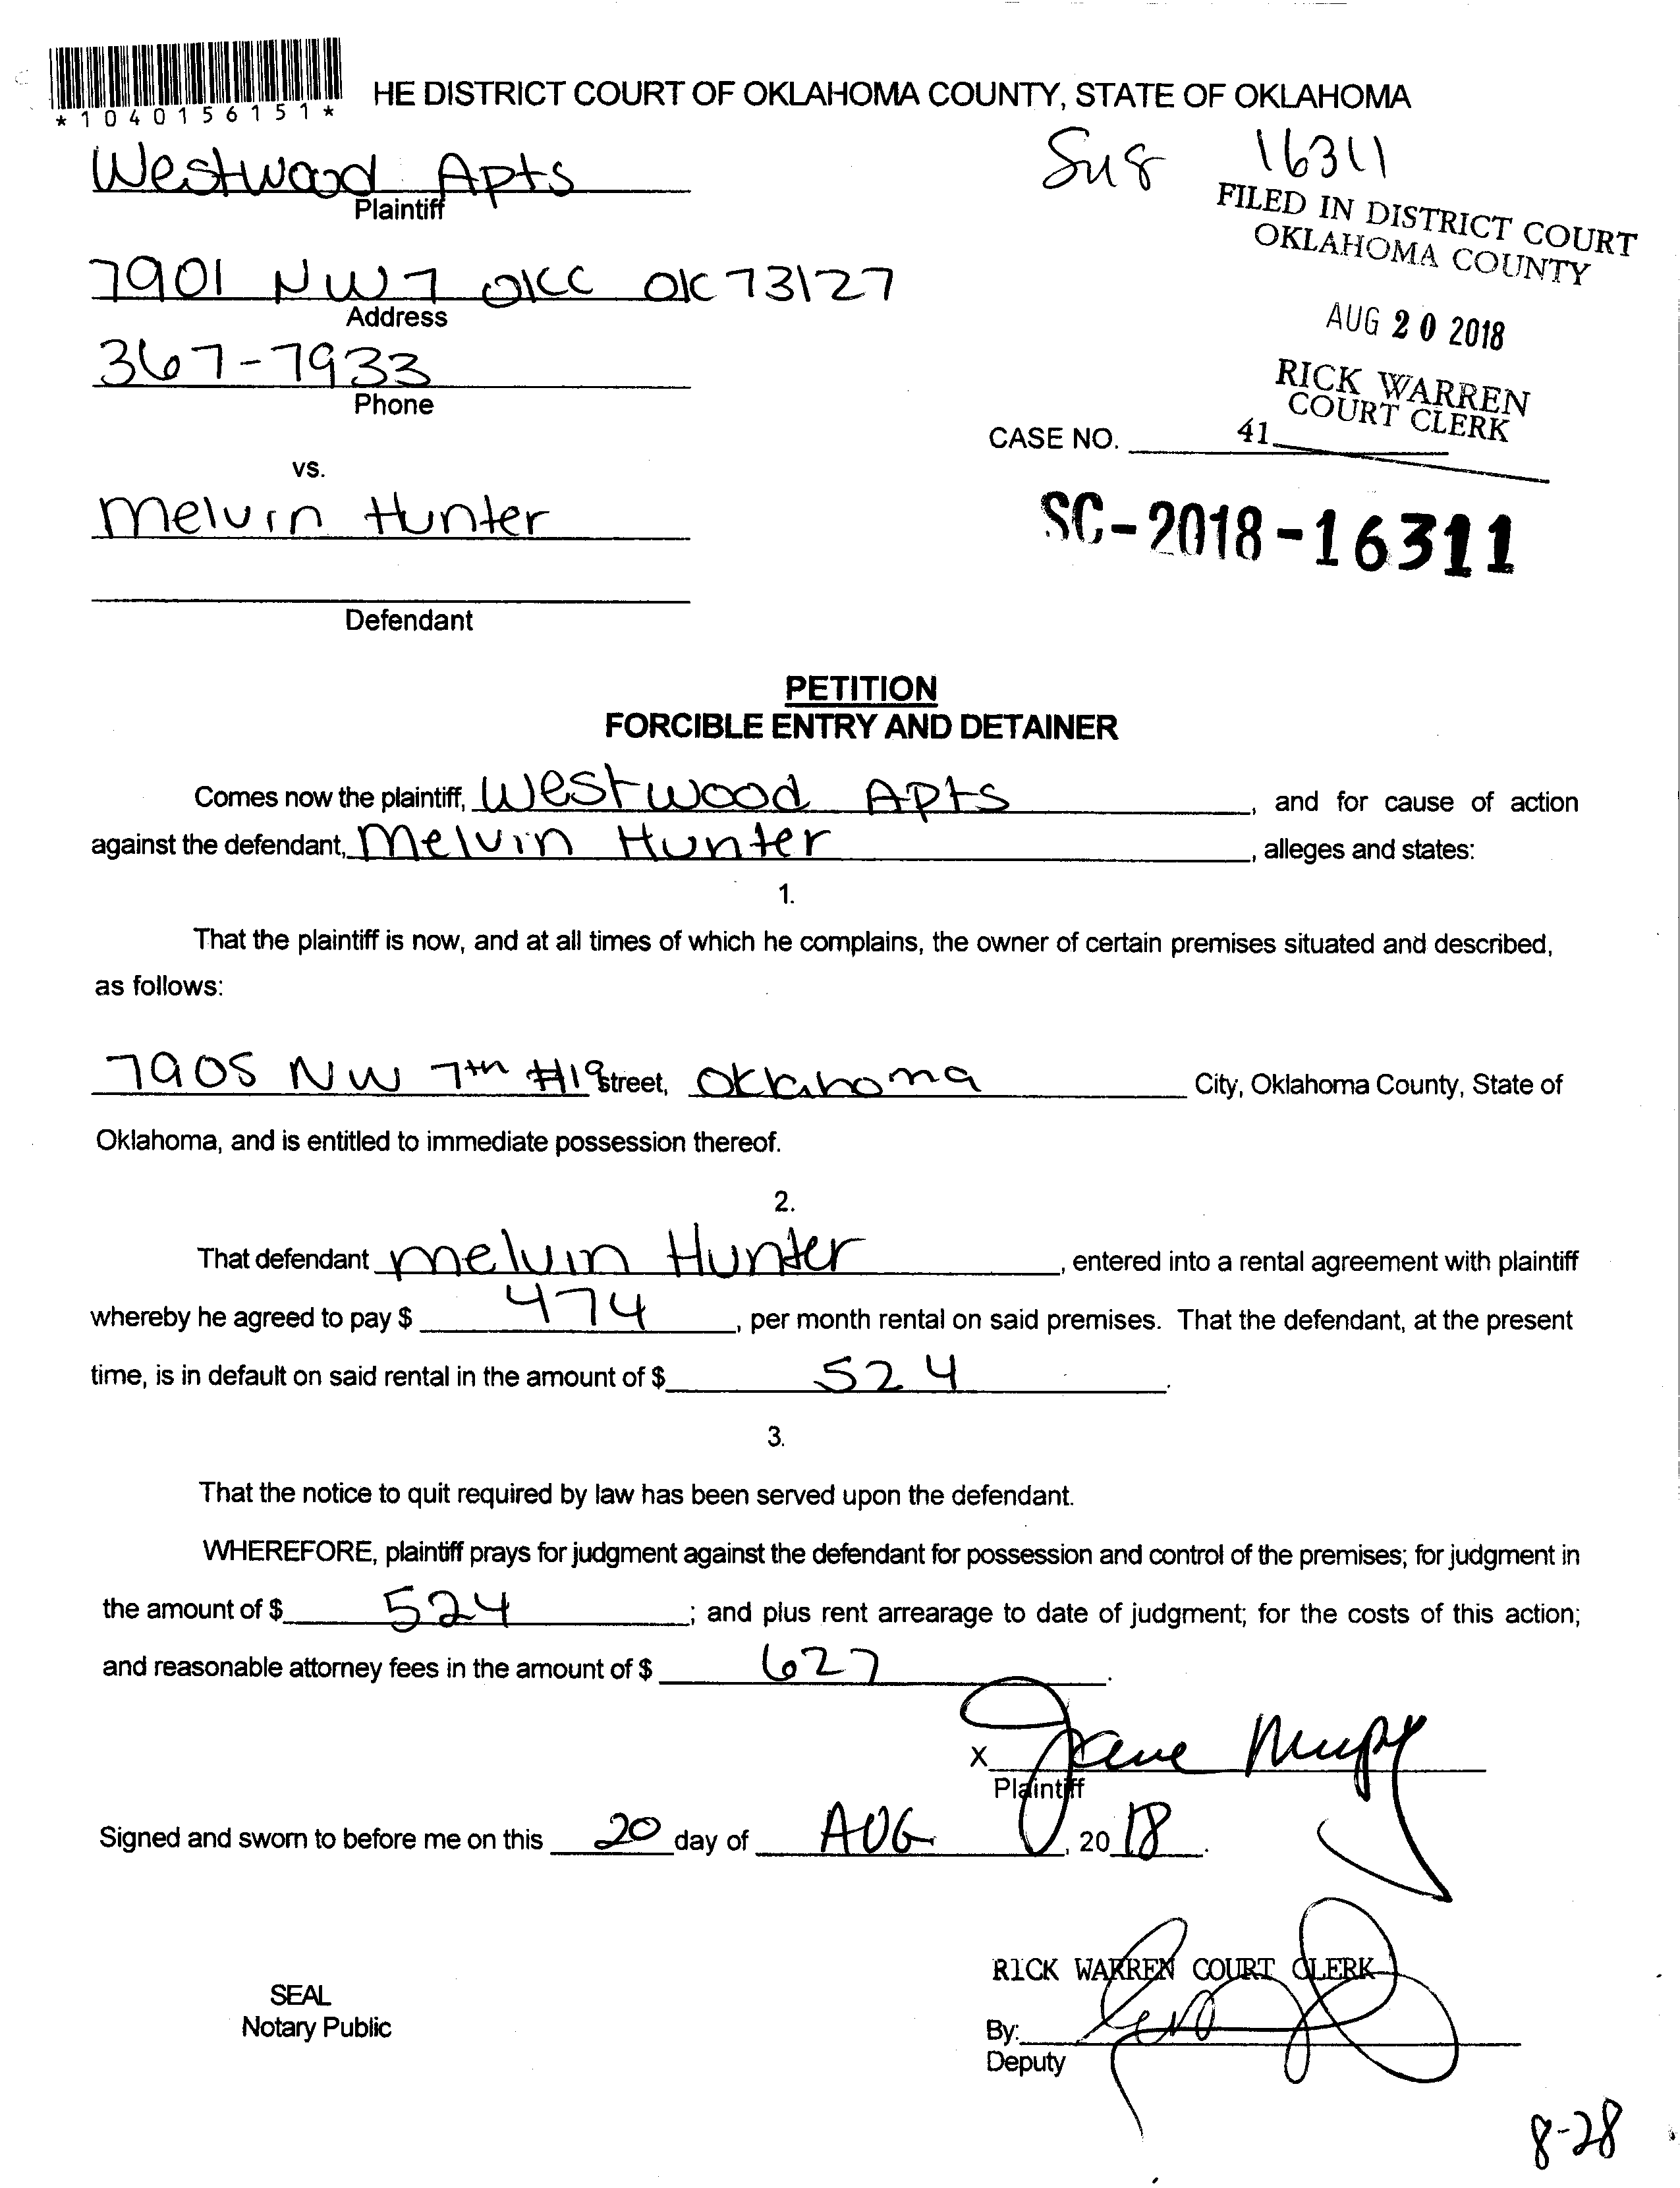 *1040156151*
HE DISTRICT COURT OF OKLAHOMA COUNTY, STATE OF OKLAHOMA
Westwood Apts
Plaintiff
16311
FILED IN DISTRICT COURT
OKLAHOMA COUNTY
7901 NW 7 OKC OK 73127
Address
AUG 20 2018
367-7933
Phone
RICK WARREN
COURT CLERK
CASE NO. 41
vs.
Melvin Hunter
SC-2018-16311
Defendant
PETITION
FORCIBLE ENTRY AND DETAINER
Comes now the plaintiff, Westwood Apts, and for cause of action
against the defendant, Melvin Hunter, alleges and states:
1.
That the plaintiff is now, and at all times of which he complains, the owner of certain premises situated and described,
as follows:
7905 NW 7th #19 street, Oklahoma City, Oklahoma County, State of
Oklahoma, and is entitled to immediate possession thereof.
2.
That defendant Melvin Hunter, entered into a rental agreement with plaintiff
whereby he agreed to pay $ 474, per month rental on said premises. That the defendant, at the present
time, is in default on said rental in the amount of $ 524.
3.
That the notice to quit required by law has been served upon the defendant.
WHEREFORE, plaintiff prays for judgment against the defendant for possession and control of the premises; for judgment in
the amount of $ 524; and plus rent arrearage to date of judgment; for the costs of this action;
and reasonable attorney fees in the amount of $ 627.
X
Plaintiff
Signed and sworn to before me on this 20 day of AUG, 2018.
RICK WARREN COURT CLERK
SEAL
Notary Public
By:
Deputy
8-28